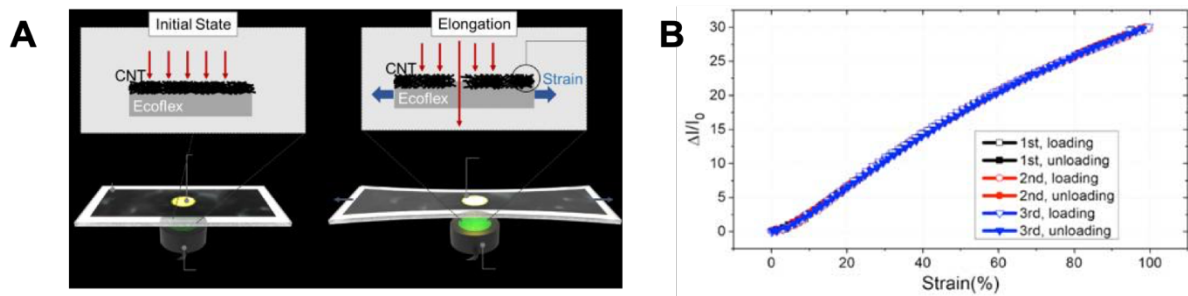 A
Initial State
CNT
Ecoflex
Elongation
CNT
Ecoflex
Strain
B
ΔI/I₀
30
25
20
15
10
5
0
1st, loading
1st, unloading
2nd, loading
2nd, unloading
3rd, loading
3rd, unloading
0 20 40 60 80 100
Strain(%)